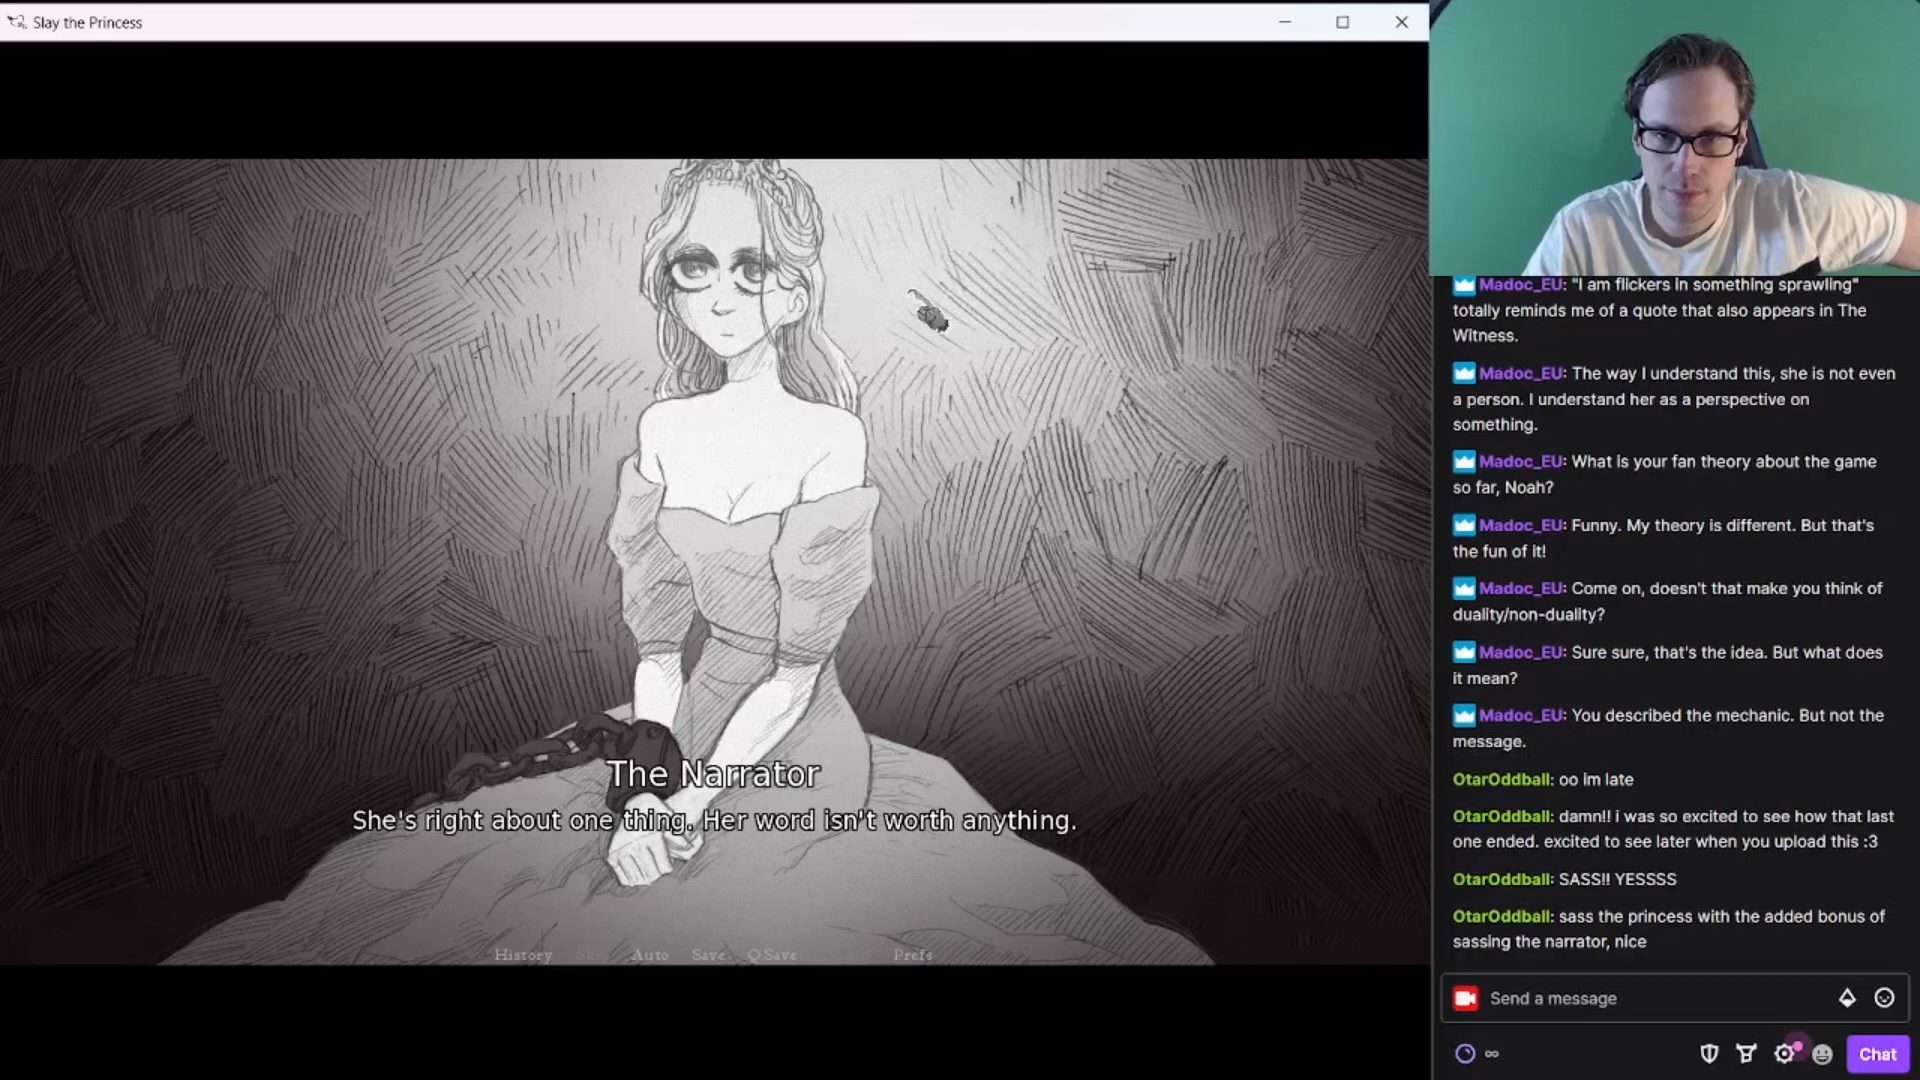 Slay the Princess
The Narrator
She's right about one thing. Her word isn't worth anything.
History
Auto
Save
Q.Save
Prefs
Madoc_EU: "I am flickers in something sprawling"
totally reminds me of a quote that also appears in The
Witness.
Madoc_EU: The way I understand this, she is not even
a person. I understand her as a perspective on
something.
Madoc_EU: What is your fan theory about the game
so far, Noah?
Madoc_EU: Funny. My theory is different. But that's
the fun of it!
Madoc_EU: Come on, doesn't that make you think of
duality/non-duality?
Madoc_EU: Sure sure, that's the idea. But what does
it mean?
Madoc_EU: You described the mechanic. But not the
message.
OtarOddball: oo im late
OtarOddball: damn!! i was so excited to see how that last
one ended. excited to see later when you upload this :3
OtarOddball: SASS!! YESSSS
OtarOddball: sass the princess with the added bonus of
sassing the narrator, nice
Send a message
∞
Chat